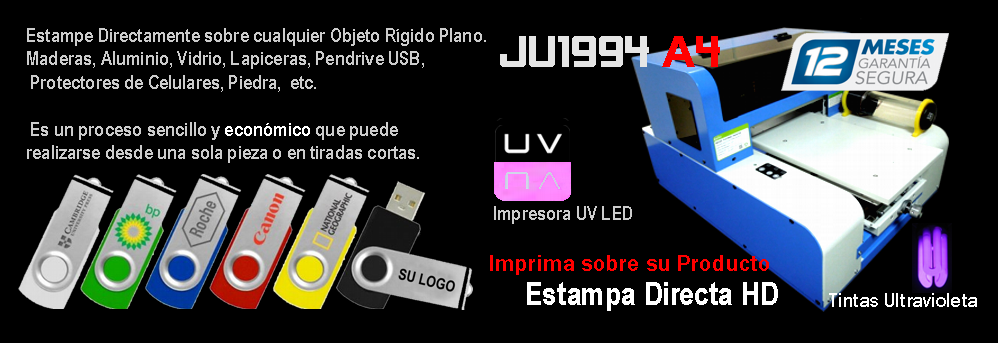 Estampe Directamente sobre cualquier Objeto Rígido Plano.
Maderas, Aluminio, Vidrio, Lapiceras, Pendrive USB,
Protectores de Celulares, Piedra, etc.
Es un proceso sencillo y económico que puede
realizarse desde una sola pieza o en tiradas cortas.
CAMBRIDGE
UNIVERSITY PRESS
bp
Roche
Canon
NATIONAL
GEOGRAPHIC
SU LOGO
JU1994 A4
12 MESES
GARANTÍA
SEGURA
UV
Impresora UV LED
Imprima sobre su Producto
Estampa Directa HD
Tintas Ultravioleta